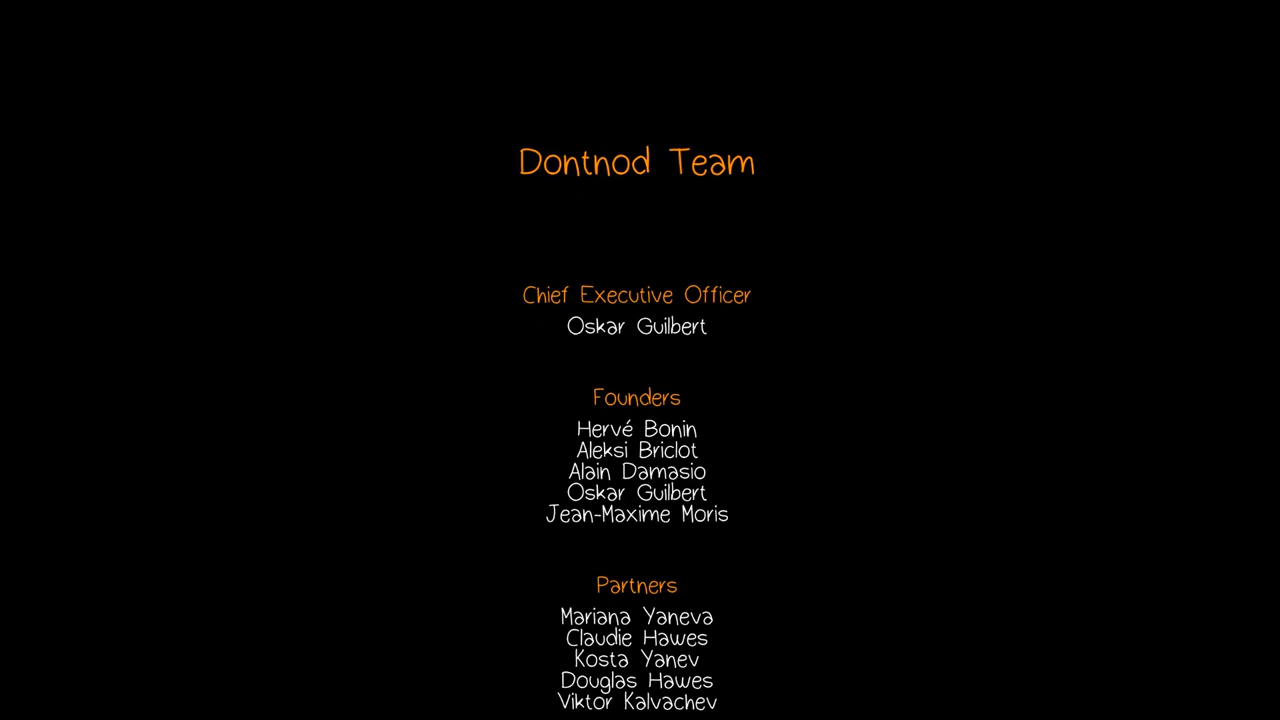 Dontnod Team
Chief Executive Officer
Oskar Guilbert
Founders
Hervé Bonin
Aleksi Briclot
Alain Damasio
Oskar Guilbert
Jean-Maxime Moris
Partners
Mariana Yaneva
Claudie Hawes
Kosta Yanev
Douglas Hawes
Viktor Kalvachev